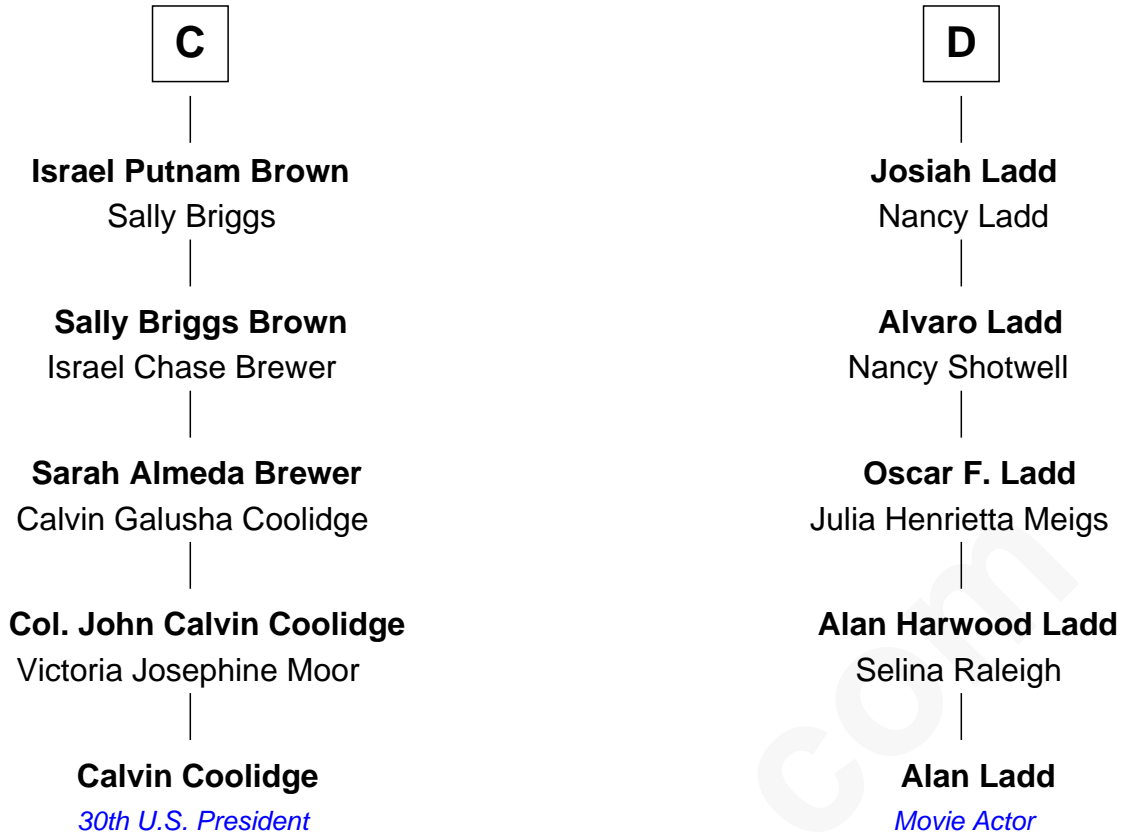 C
Israel Putnam Brown
Sally Briggs
Sally Briggs Brown
Israel Chase Brewer
Sarah Almeda Brewer
Calvin Galusha Coolidge
Col. John Calvin Coolidge
Victoria Josephine Moor
Calvin Coolidge
30th U.S. President
D
Josiah Ladd
Nancy Ladd
Alvaro Ladd
Nancy Shotwell
Oscar F. Ladd
Julia Henrietta Meigs
Alan Harwood Ladd
Selina Raleigh
Alan Ladd
Movie Actor
com